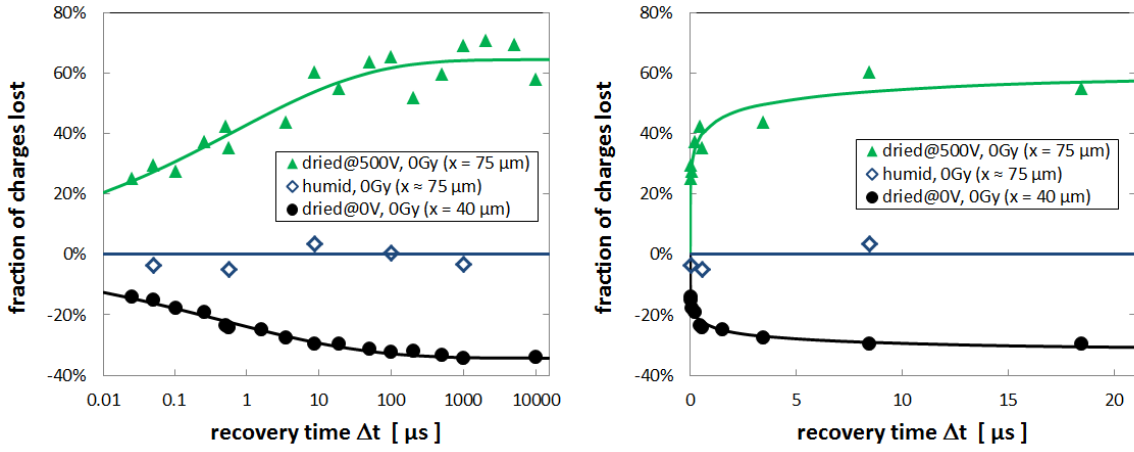 fraction of charges lost
80%
60%
40%
20%
0%
-20%
-40%
dried@500V, 0Gy (x = 75 µm)
humid, 0Gy (x ≈ 75 µm)
dried@0V, 0Gy (x = 40 µm)
0.01 0.1 1 10 100 1000 10000
recovery time Δt [ µs ]
fraction of charges lost
80%
60%
40%
20%
0%
-20%
-40%
dried@500V, 0Gy (x = 75 µm)
humid, 0Gy (x ≈ 75 µm)
dried@0V, 0Gy (x = 40 µm)
0 5 10 15 20
recovery time Δt [ µs ]